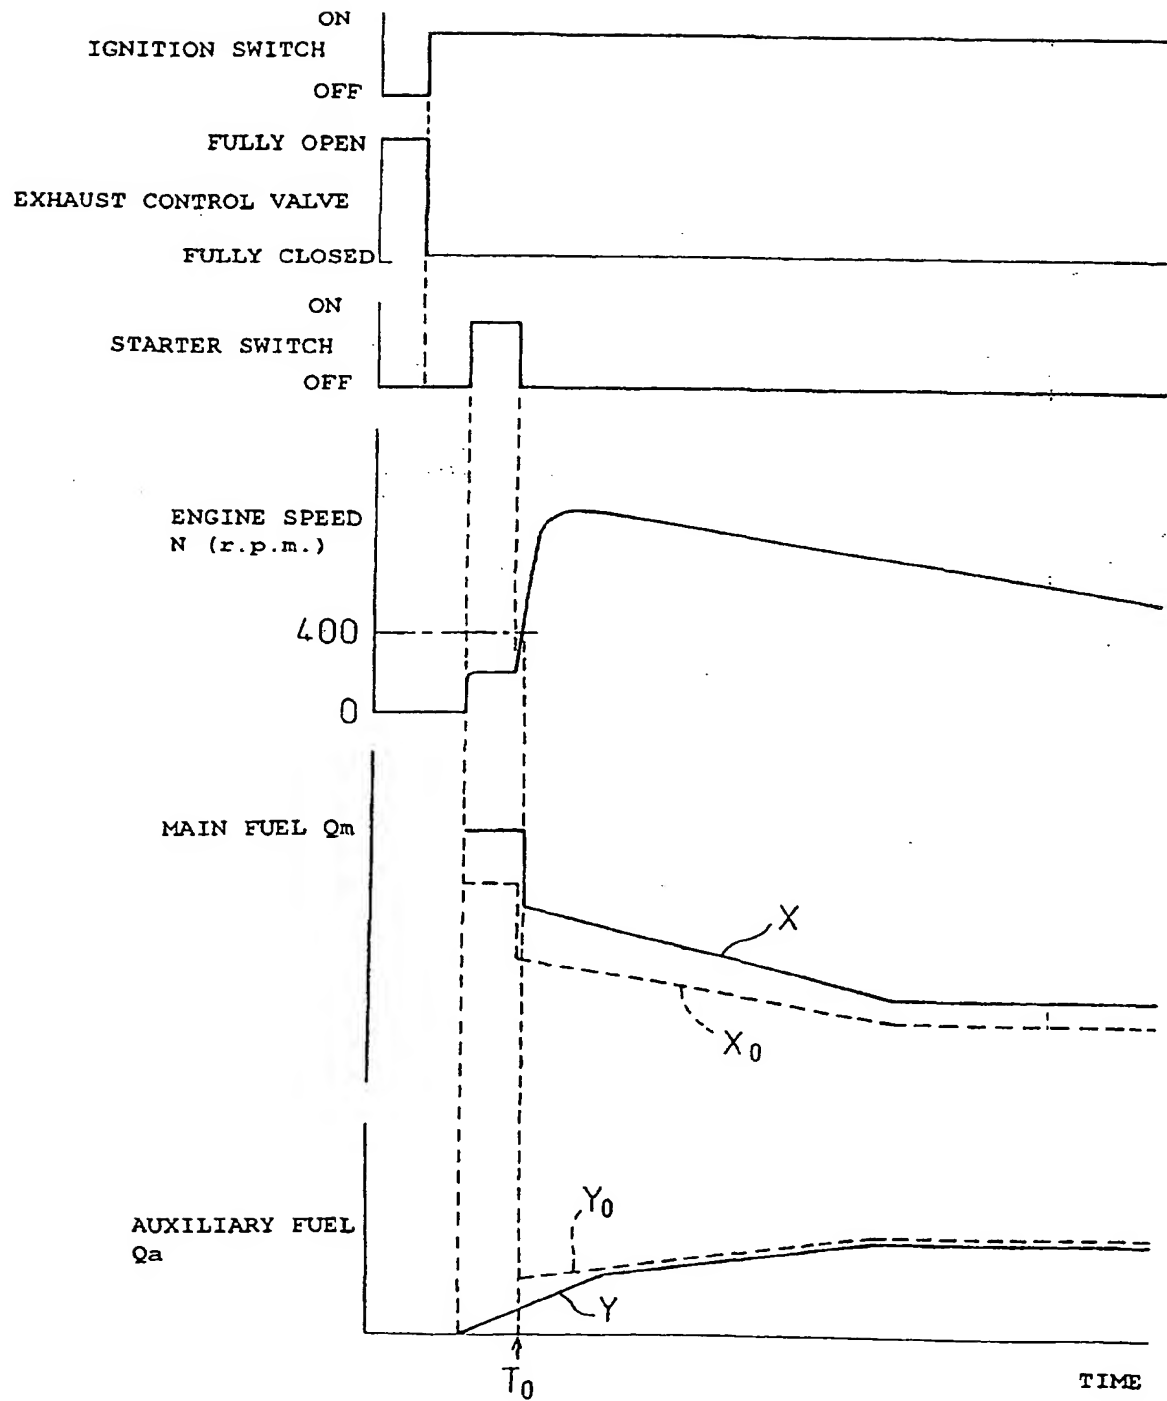 ON
IGNITION SWITCH
OFF
FULLY OPEN
EXHAUST CONTROL VALVE
FULLY CLOSED
ON
STARTER SWITCH
OFF
ENGINE SPEED
N (r.p.m.)
400
0
MAIN FUEL Qm
X
X0
Y0
AUXILIARY FUEL
Qa
Y
T0
TIME